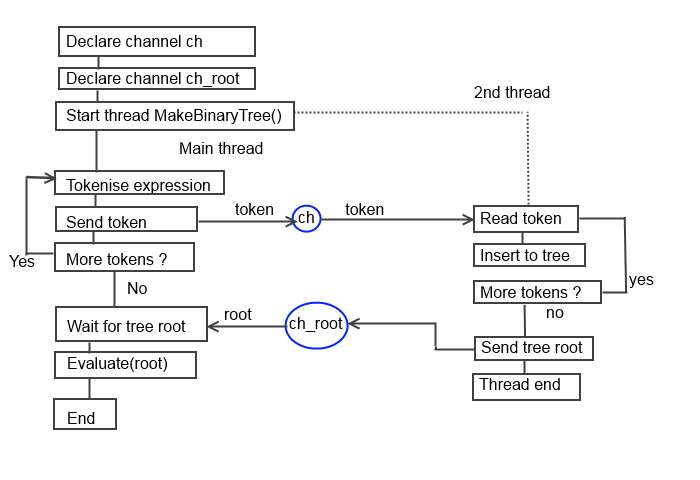 Declare channel ch
Declare channel ch_root
2nd thread
Start thread MakeBinaryTree()
Main thread
Tokenise expression
Send token
token
ch
token
Read token
Yes
More tokens ?
Insert to tree
No
More tokens ?
yes
no
Wait for tree root
root
ch_root
Send tree root
Evaluate(root)
Thread end
End